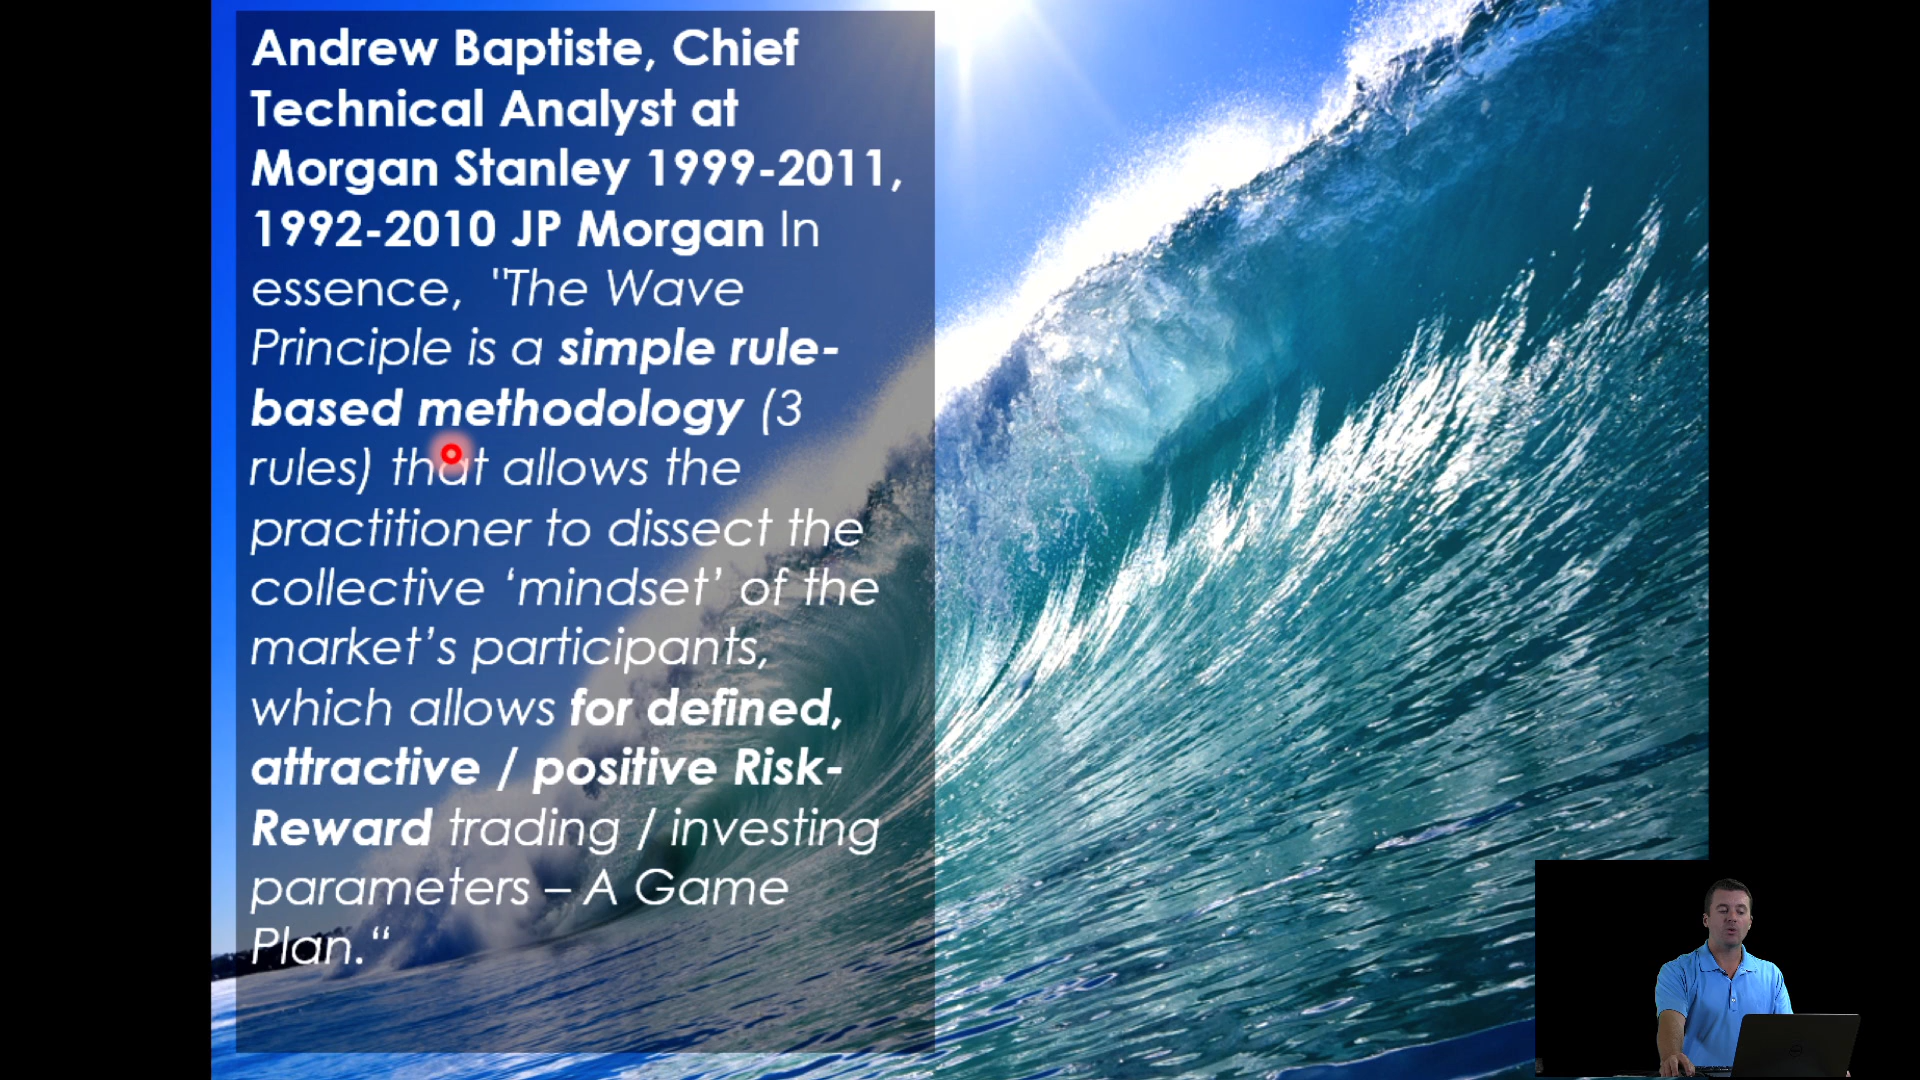 Andrew Baptiste, Chief
Technical Analyst at
Morgan Stanley 1999-2011,
1992-2010 JP Morgan In
essence, "The Wave
Principle is a simple rule-
based methodology (3
rules) that allows the
practitioner to dissect the
collective ‘mindset’ of the
market’s participants,
which allows for defined,
attractive / positive Risk-
Reward trading / investing
parameters – A Game
Plan.“